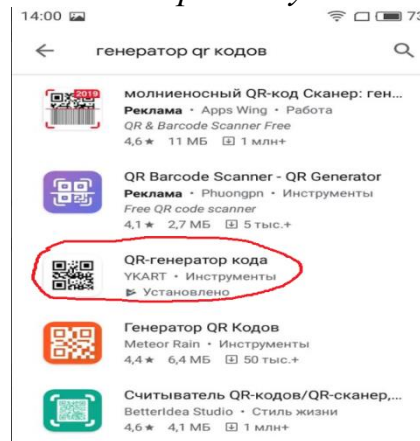 14:00
73
генератор qr кодов
2019
молниеносный QR-код Сканер: ген...
Реклама • Apps Wing • Работа
QR & Barcode Scanner Free
4,6★ 11 МБ 1 млн+
QR Barcode Scanner - QR Generator
Реклама • Phuongpn • Инструменты
Free QR code scanner
4,1★ 2,7 МБ 5 тыс.+
QR-генератор кода
YKART • Инструменты
Установлено
Генератор QR Кодов
Meteor Rain • Инструменты
4,4★ 6,4 МБ 50 тыс.+
Считыватель QR-кодов/QR-сканер,...
BetterIdea Studio • Стиль жизни
4,6★ 4,1 МБ 1 млн+